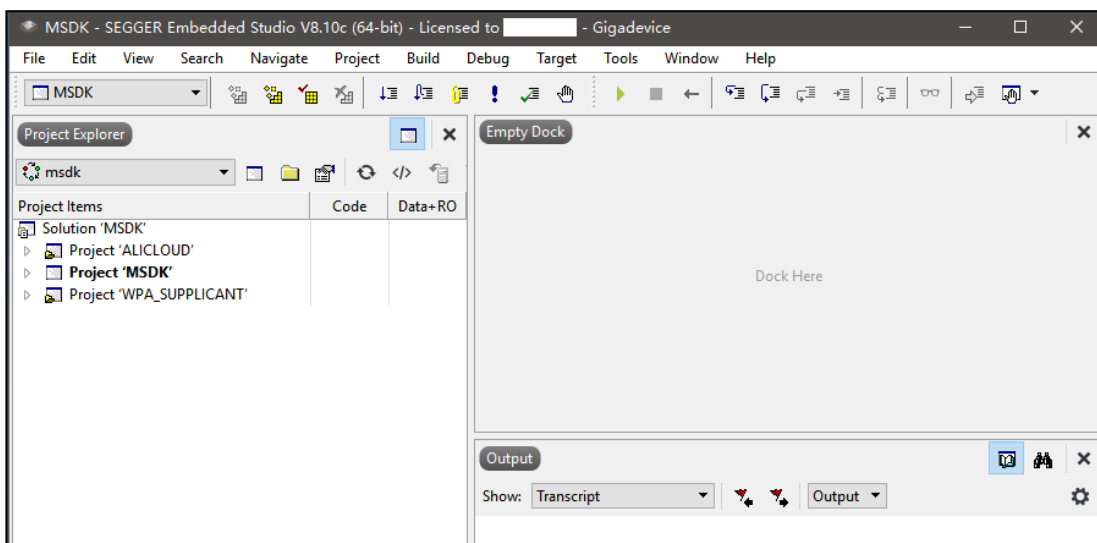 MSDK - SEGGER Embedded Studio V8.10c (64-bit) - Licensed to - Gigadevice
File Edit View Search Navigate Project Build Debug Target Tools Window Help
MSDK
Project Explorer
Empty Dock
msdk
Project Items Code Data+RO
Solution ‘MSDK’
Project ‘ALICLOUD’
Project ‘MSDK’
Project ‘WPA_SUPPLICANT’
Dock Here
Output
Show: Transcript Output